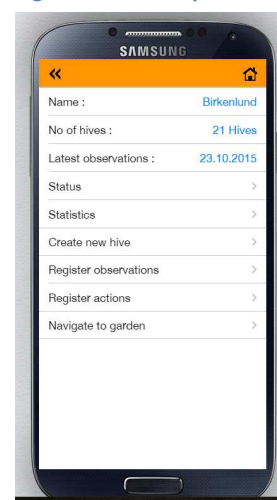 SAMSUNG
Name : Birkenlund
No of hives : 21 Hives
Latest observations : 23.10.2015
Status
Statistics
Create new hive
Register observations
Register actions
Navigate to garden